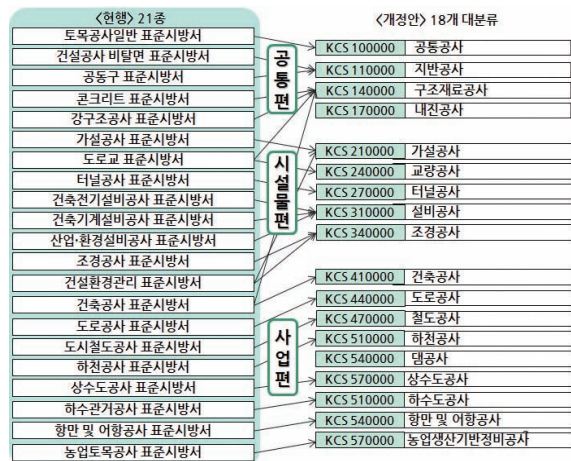 <현행> 21종
토목공사일반 표준시방서
건설공사 비탈면 표준시방서
공동구 표준시방서
콘크리트 표준시방서
강구조공사 표준시방서
가설공사 표준시방서
도로교 표준시방서
터널공사 표준시방서
건축전기설비공사 표준시방서
건축기계설비공사 표준시방서
산업·환경설비공사 표준시방서
조경공사 표준시방서
건설환경관리 표준시방서
건축공사 표준시방서
도로공사 표준시방서
도시철도공사 표준시방서
하천공사 표준시방서
상수도공사 표준시방서
하수관거공사 표준시방서
항만 및 어항공사 표준시방서
농업토목공사 표준시방서
공통편
시설물편
사업편
<개정안> 18개 대분류
KCS 100000 공통공사
KCS 110000 지반공사
KCS 140000 구조재료공사
KCS 170000 내진공사
KCS 210000 가설공사
KCS 240000 교량공사
KCS 270000 터널공사
KCS 310000 설비공사
KCS 340000 조경공사
KCS 410000 건축공사
KCS 440000 도로공사
KCS 470000 철도공사
KCS 510000 하천공사
KCS 540000 댐공사
KCS 570000 상수도공사
KCS 510000 하수도공사
KCS 540000 항만 및 어항공사
KCS 570000 농업생산기반정비공사